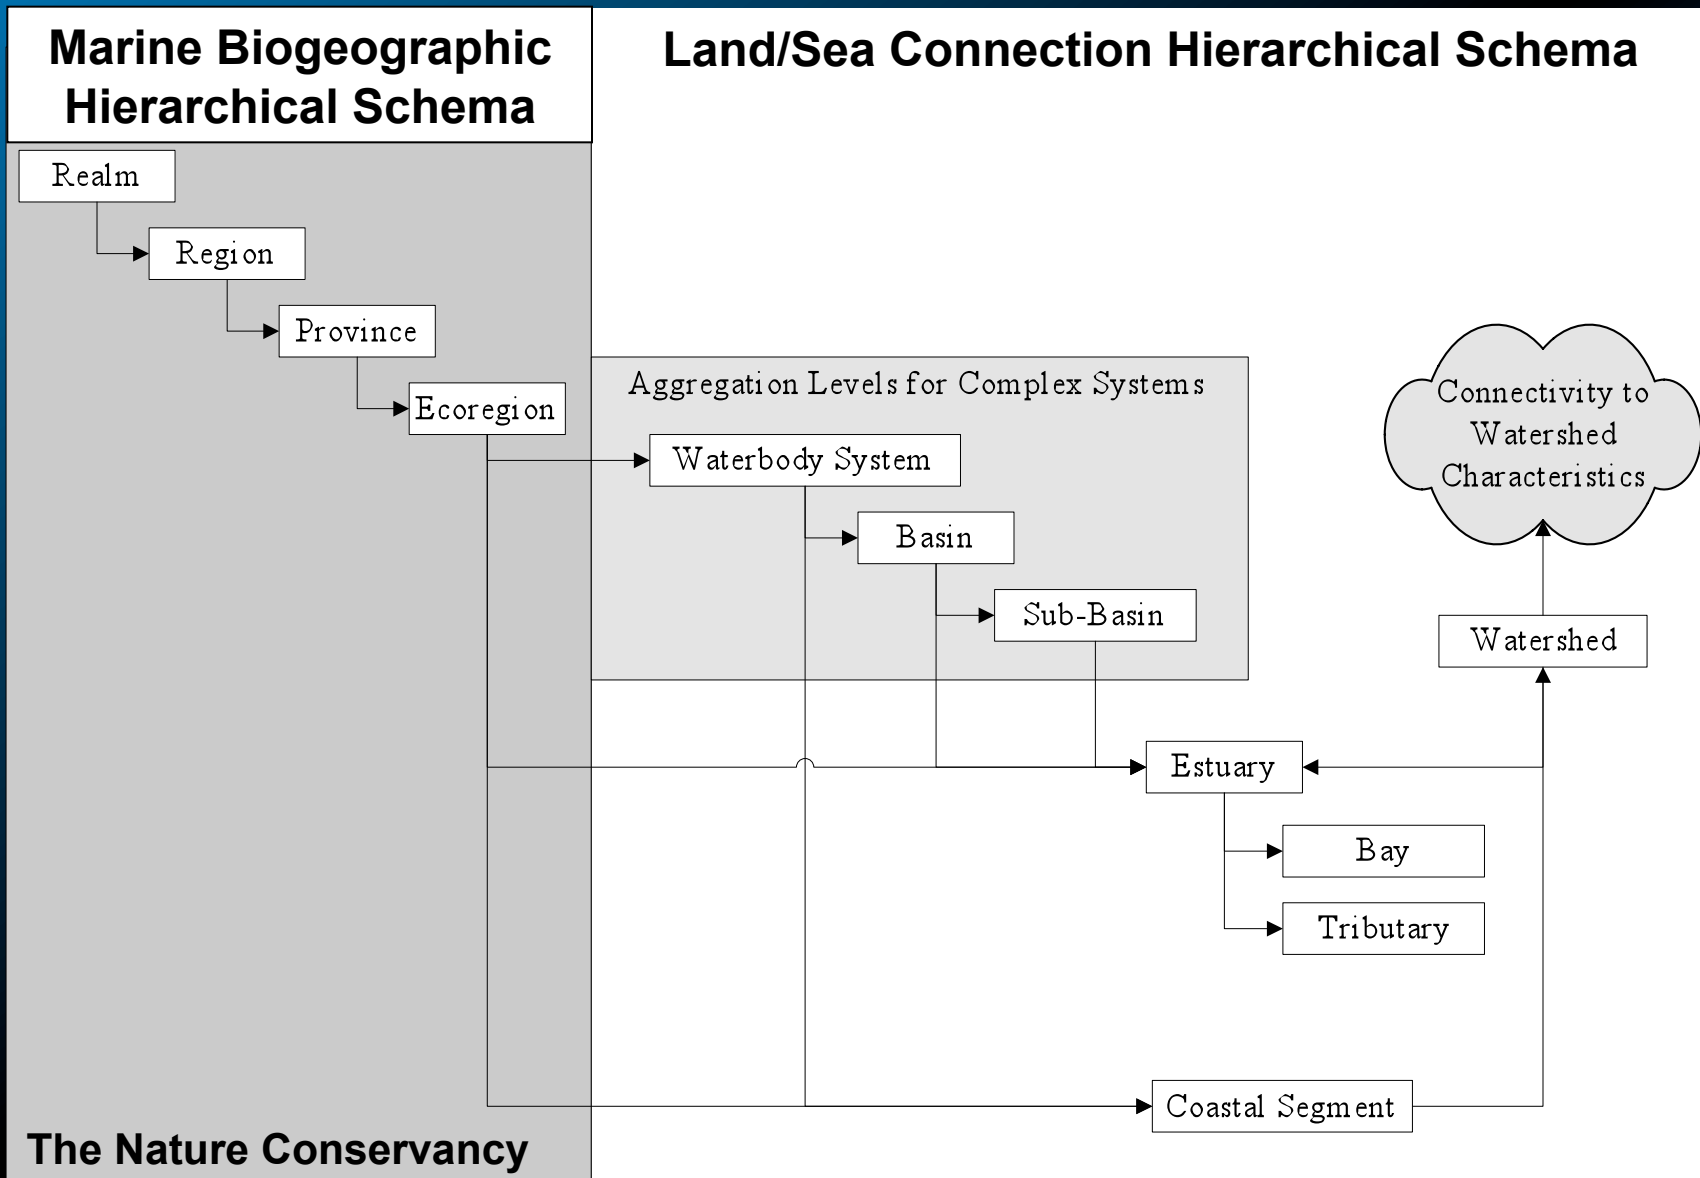 Marine Biogeographic
Hierarchical Schema
Land/Sea Connection Hierarchical Schema
Realm
Region
Province
Ecoregion
Aggregation Levels for Complex Systems
Waterbody System
Basin
Sub-Basin
Connectivity to
Watershed
Characteristics
Watershed
Estuary
Bay
Tributary
Coastal Segment
The Nature Conservancy